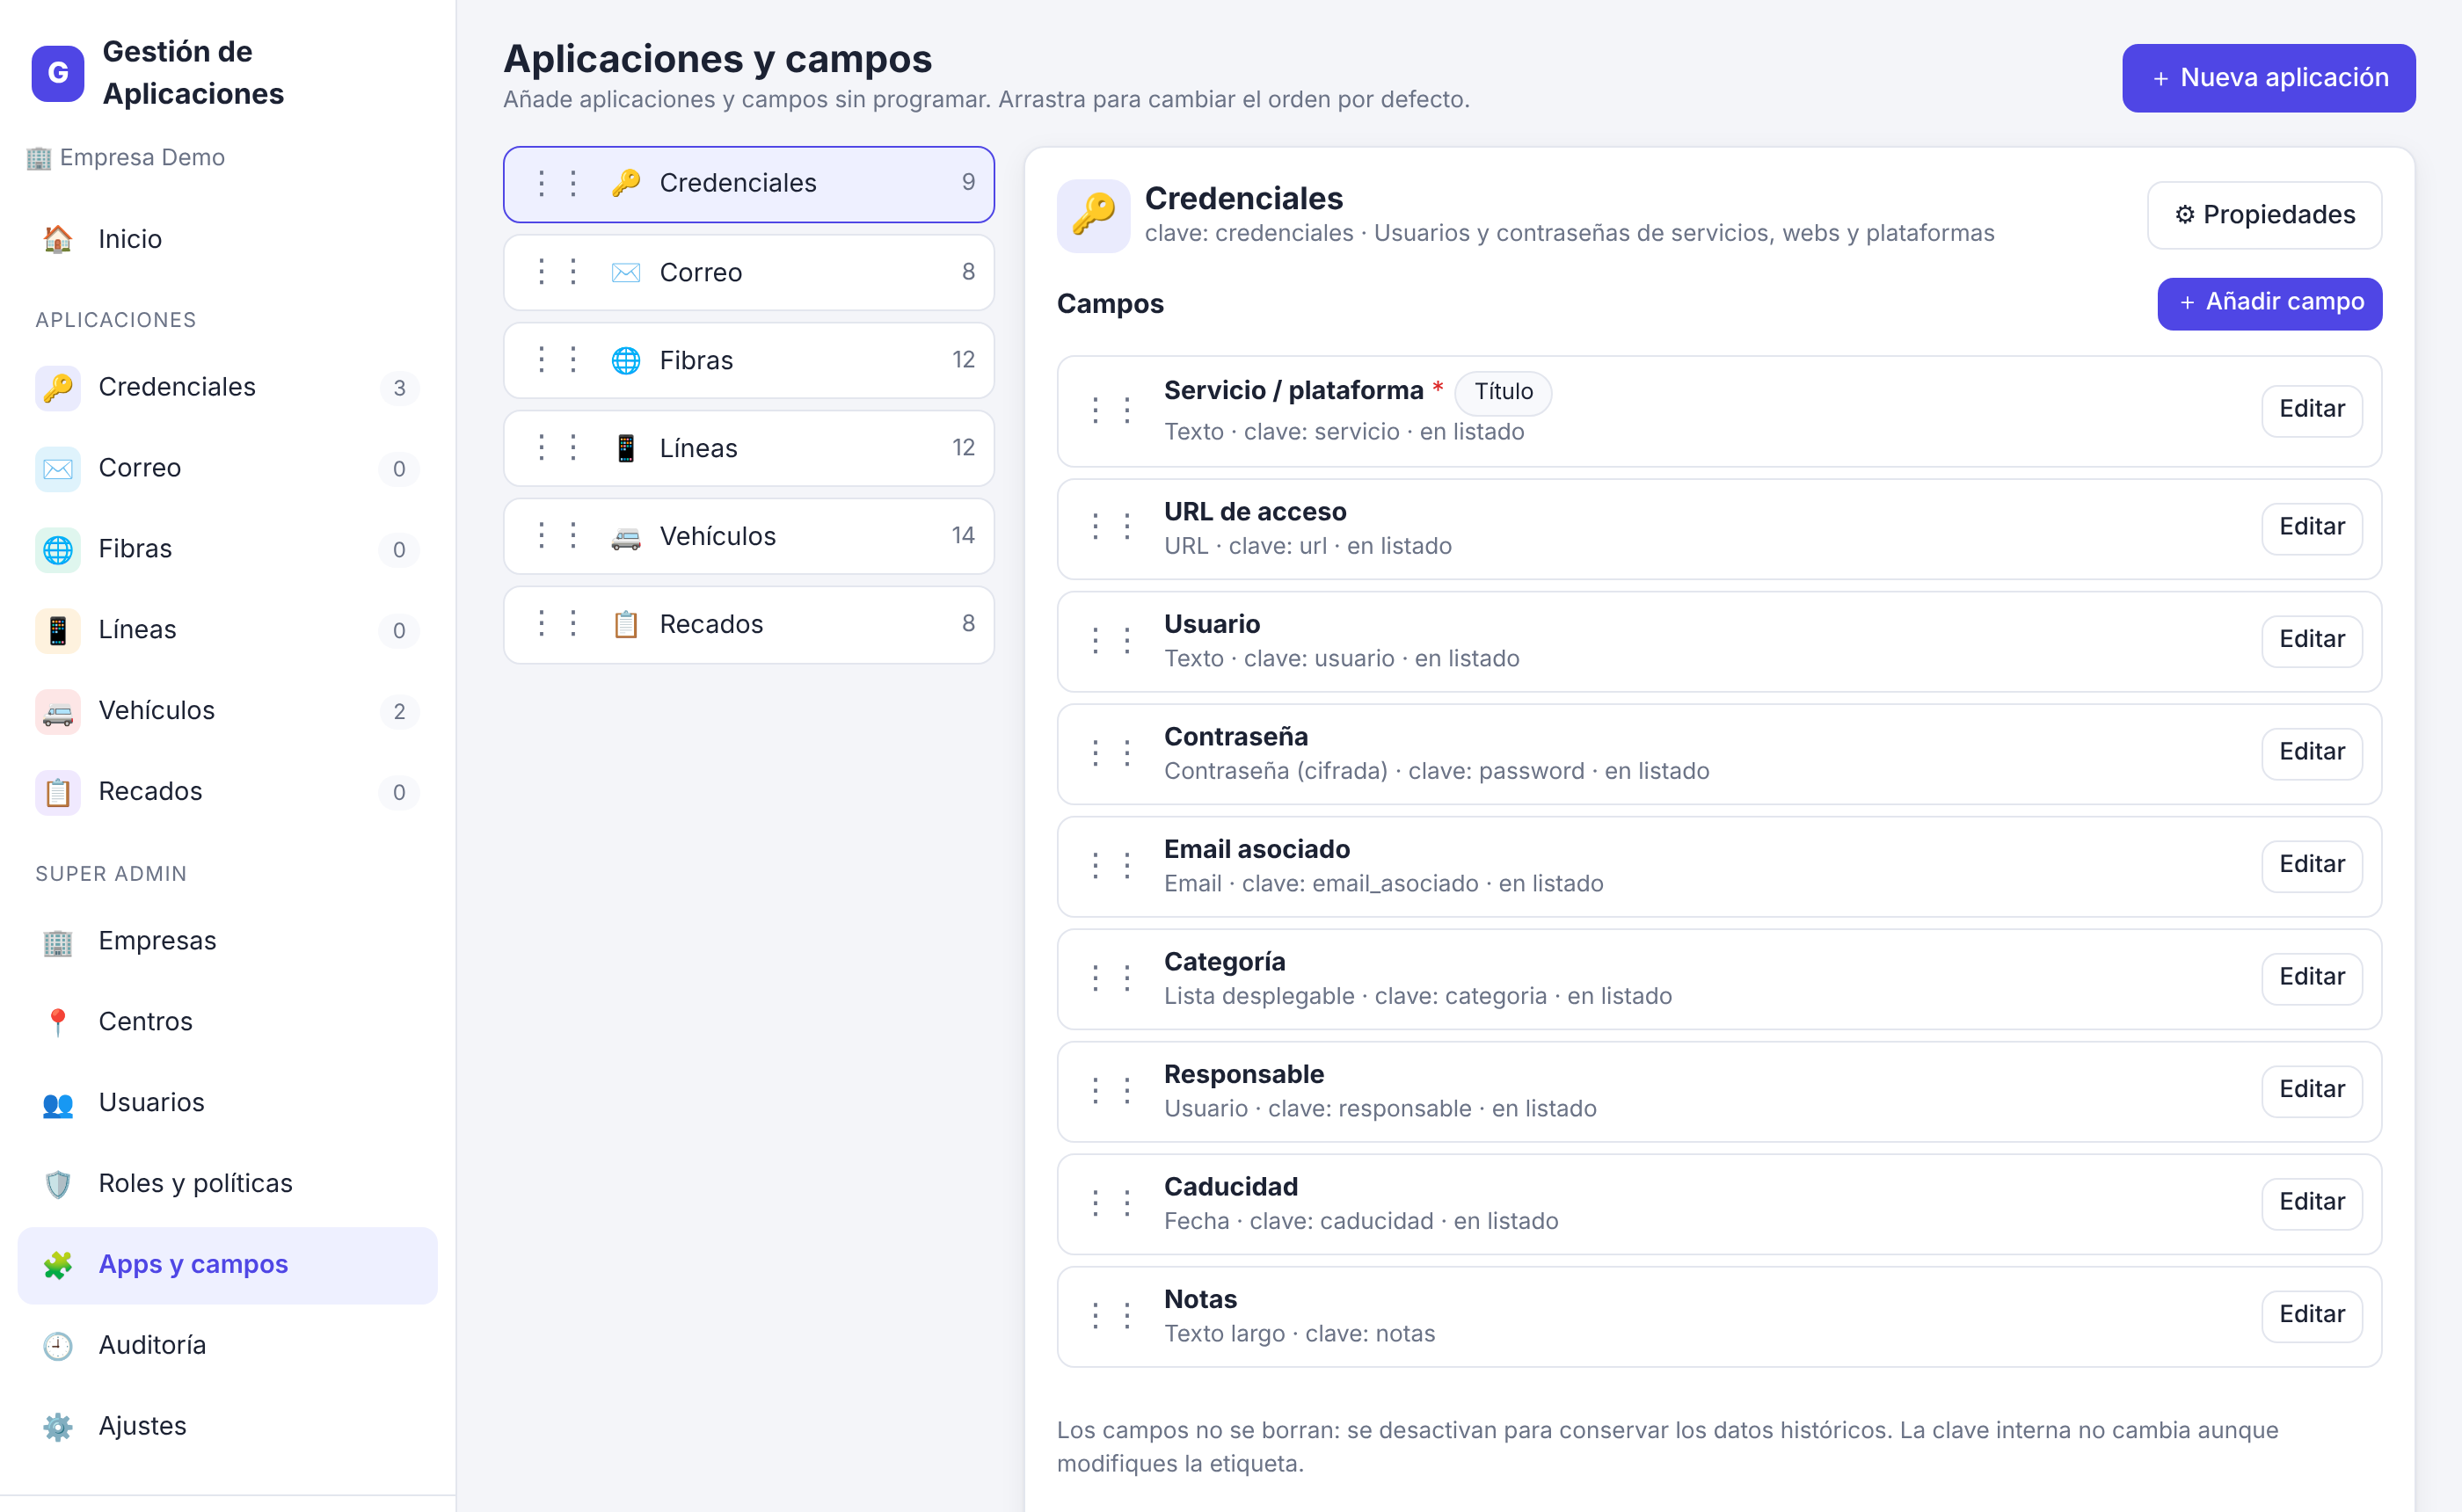 G
Gestión de
Aplicaciones
Empresa Demo
Inicio
APLICACIONES
Credenciales 3
Correo 0
Fibras 0
Líneas 0
Vehículos 2
Recados 0
SUPER ADMIN
Empresas
Centros
Usuarios
Roles y políticas
Apps y campos
Auditoría
Ajustes
Aplicaciones y campos
Añade aplicaciones y campos sin programar. Arrastra para cambiar el orden por defecto.
+ Nueva aplicación
Credenciales 9
Correo 8
Fibras 12
Líneas 12
Vehículos 14
Recados 8
Credenciales
clave: credenciales · Usuarios y contraseñas de servicios, webs y plataformas
⚙ Propiedades
Campos
+ Añadir campo
Servicio / plataforma * Título
Texto · clave: servicio · en listado
Editar
URL de acceso
URL · clave: url · en listado
Editar
Usuario
Texto · clave: usuario · en listado
Editar
Contraseña
Contraseña (cifrada) · clave: password · en listado
Editar
Email asociado
Email · clave: email_asociado · en listado
Editar
Categoría
Lista desplegable · clave: categoria · en listado
Editar
Responsable
Usuario · clave: responsable · en listado
Editar
Caducidad
Fecha · clave: caducidad · en listado
Editar
Notas
Texto largo · clave: notas
Editar
Los campos no se borran: se desactivan para conservar los datos históricos. La clave interna no cambia aunque
modifiques la etiqueta.